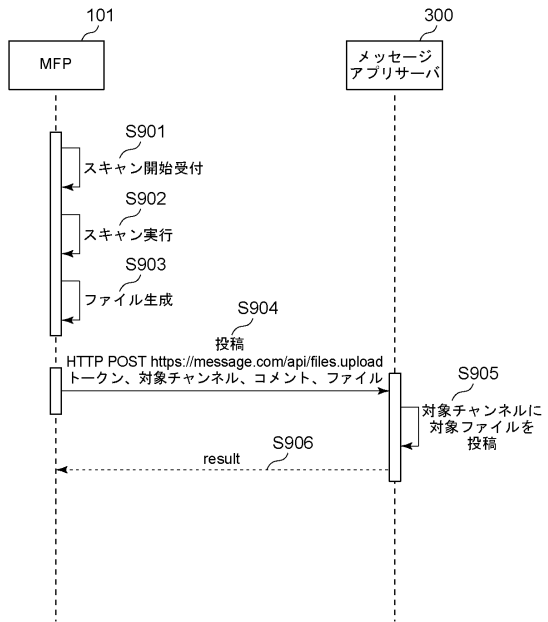 101
300
MFP
メッセージ
アプリサーバ
S901
スキャン開始受付
S902
スキャン実行
S903
ファイル生成
S904
投稿
HTTP POST https://message.com/api/files.upload
トークン、対象チャンネル、コメント、ファイル
S905
対象チャンネルに
対象ファイルを
投稿
S906
result